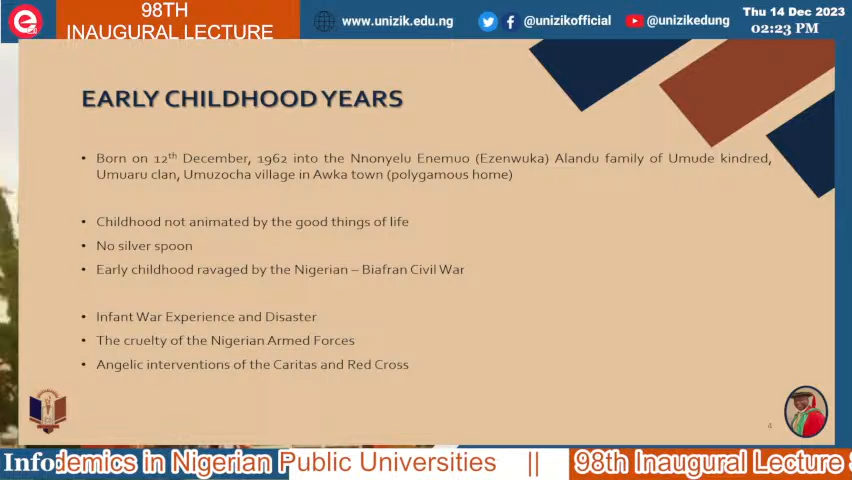 98TH
INAUGURAL LECTURE
www.unizik.edu.ng
@unizikofficial
@unizikedung
Thu 14 Dec 2023
02:23 PM
EARLY CHILDHOOD YEARS
• Born on 12th December, 1962 into the Nnonyelu Enemuo (Ezenwuka) Alandu family of Umude kindred,
Umuaru clan, Umuzocha village in Awka town (polygamous home)
• Childhood not animated by the good things of life
• No silver spoon
• Early childhood ravaged by the Nigerian – Biafran Civil War
• Infant War Experience and Disaster
• The cruelty of the Nigerian Armed Forces
• Angelic interventions of the Caritas and Red Cross
4
Info
demics in Nigerian Public Universities || 98th Inaugural Lecture